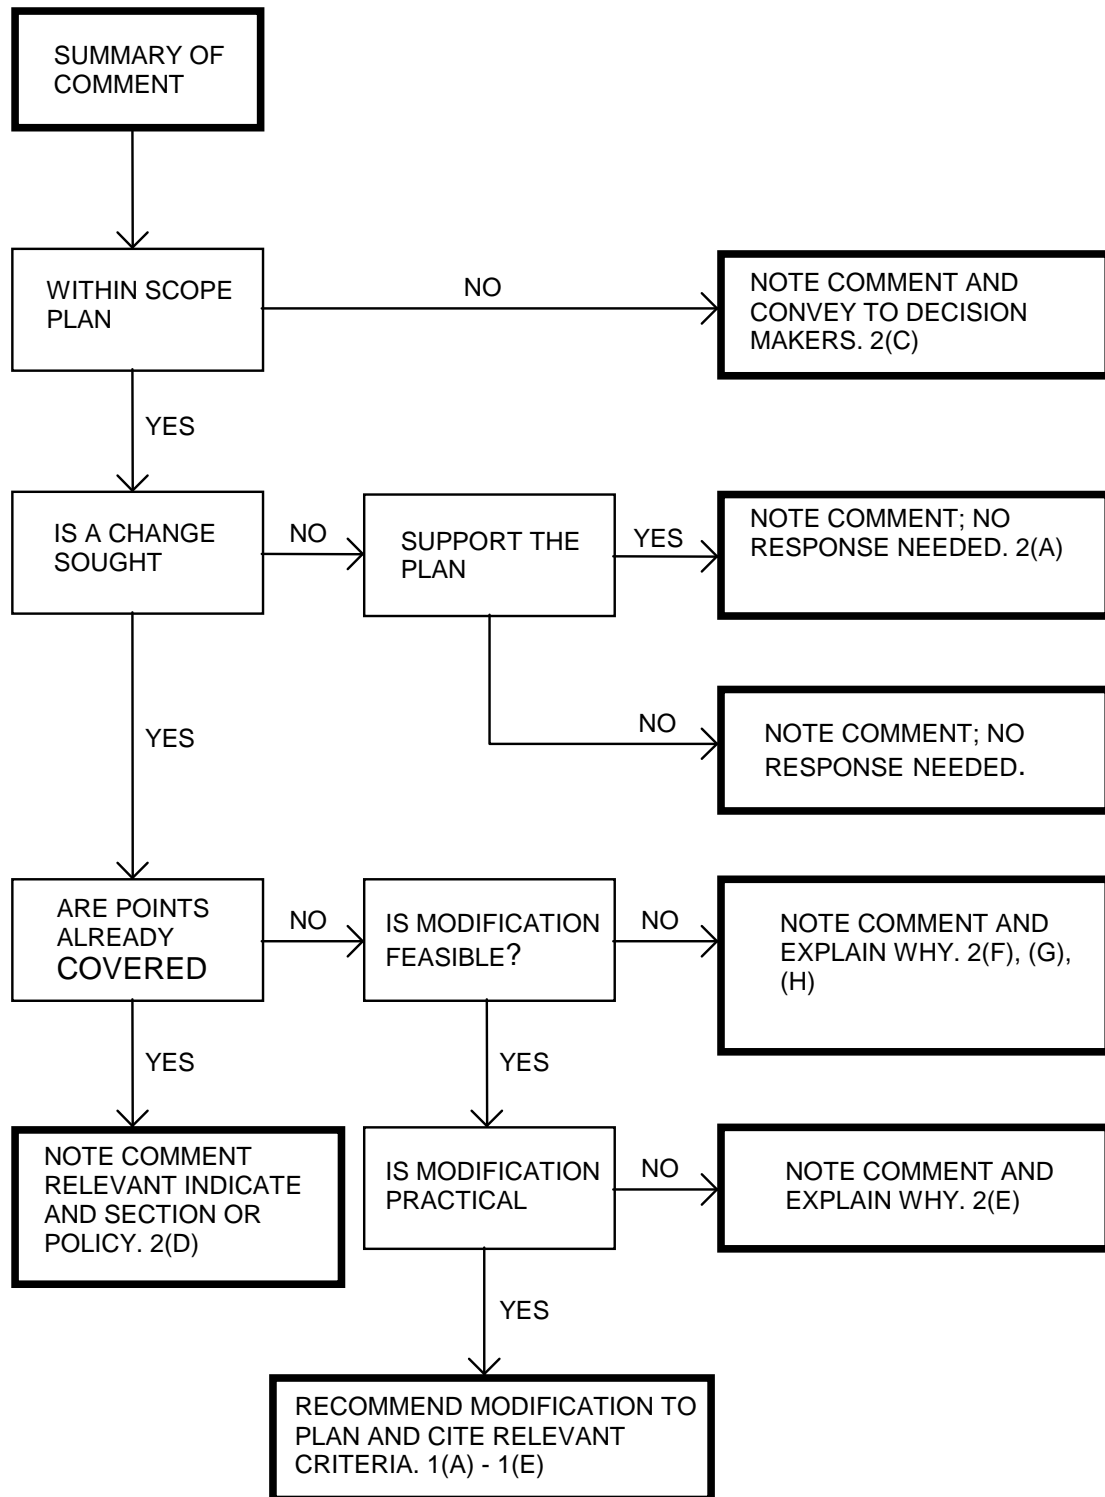 SUMMARY OF
COMMENT
WITHIN SCOPE
PLAN
NO
NOTE COMMENT AND
CONVEY TO DECISION
MAKERS. 2(C)
YES
IS A CHANGE
SOUGHT
NO
SUPPORT THE
PLAN
YES
NOTE COMMENT; NO
RESPONSE NEEDED. 2(A)
NO
NOTE COMMENT; NO
RESPONSE NEEDED.
YES
ARE POINTS
ALREADY
COVERED
NO
IS MODIFICATION
FEASIBLE?
NO
NOTE COMMENT AND
EXPLAIN WHY. 2(F), (G),
(H)
YES
YES
NOTE COMMENT
RELEVANT INDICATE
AND SECTION OR
POLICY. 2(D)
IS MODIFICATION
PRACTICAL
NO
NOTE COMMENT AND
EXPLAIN WHY. 2(E)
YES
RECOMMEND MODIFICATION TO
PLAN AND CITE RELEVANT
CRITERIA. 1(A) - 1(E)